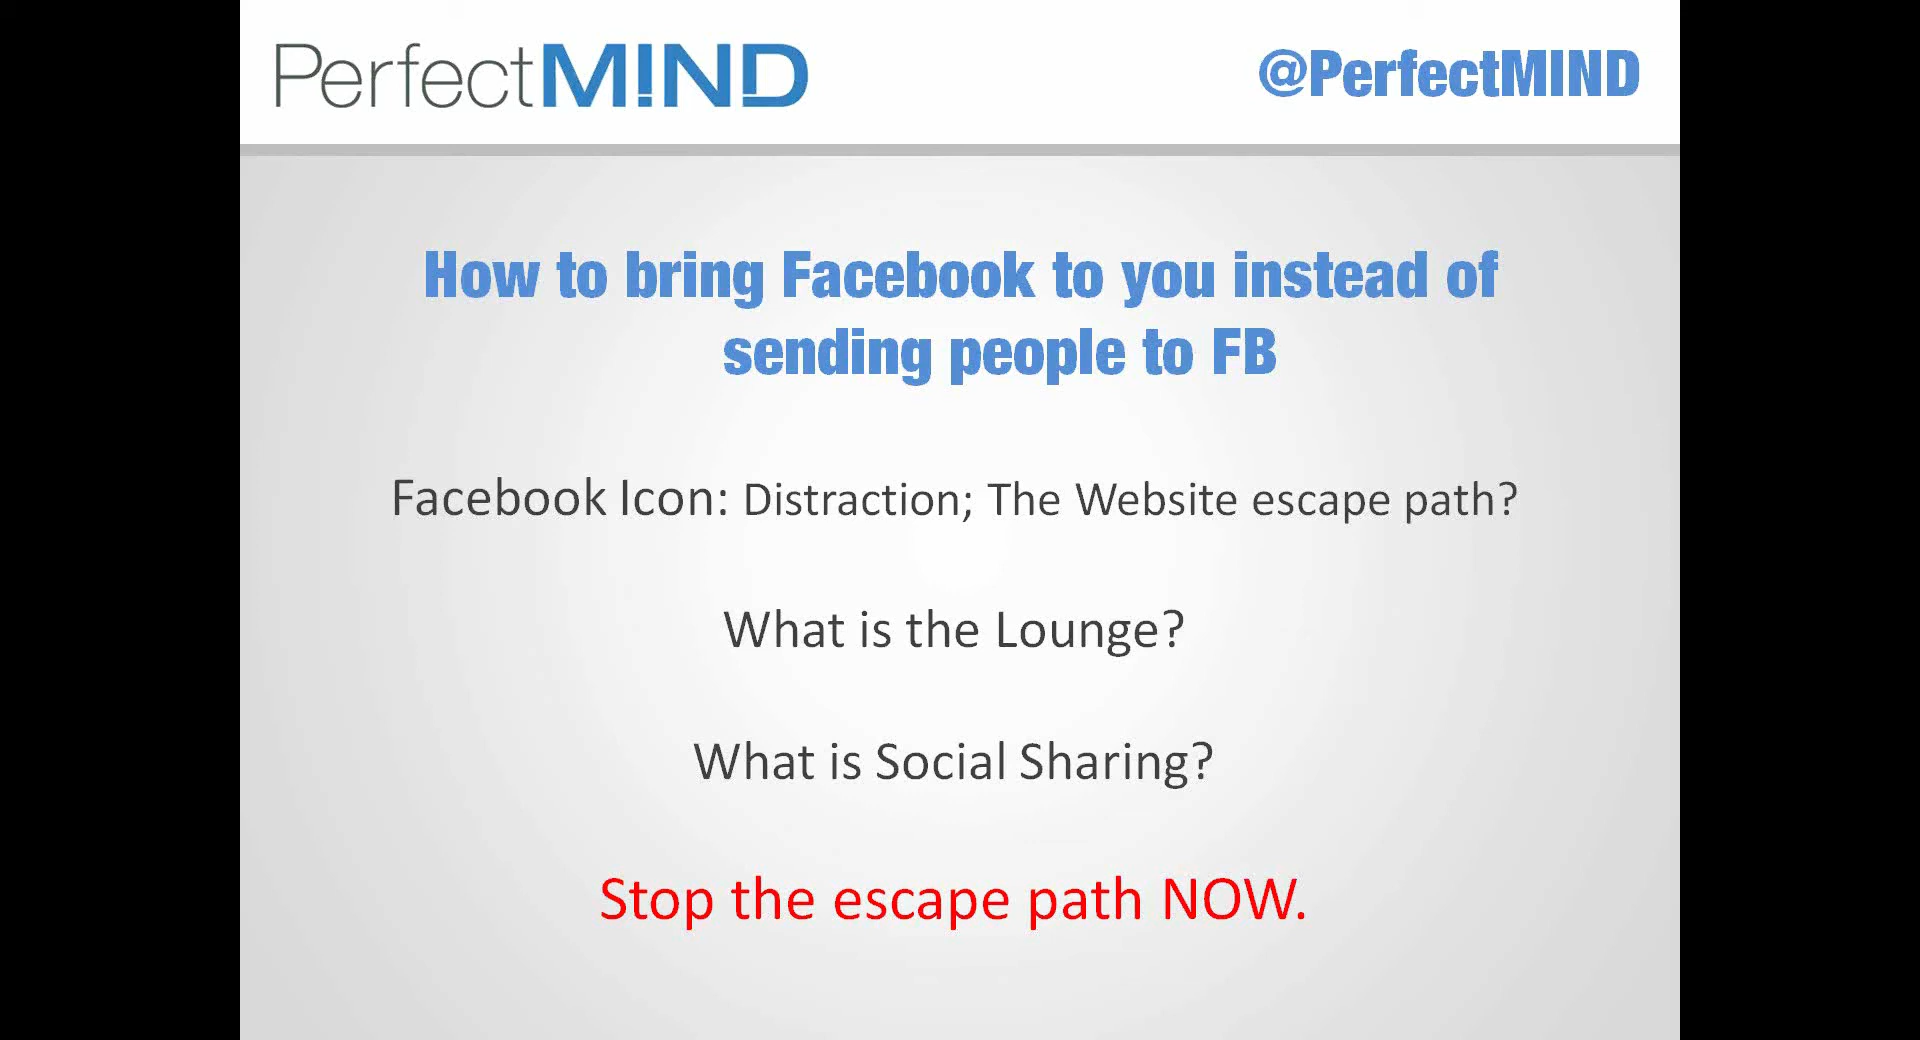 PerfectMIND
@PerfectMIND
How to bring Facebook to you instead of
sending people to FB
Facebook Icon: Distraction; The Website escape path?
What is the Lounge?
What is Social Sharing?
Stop the escape path NOW.